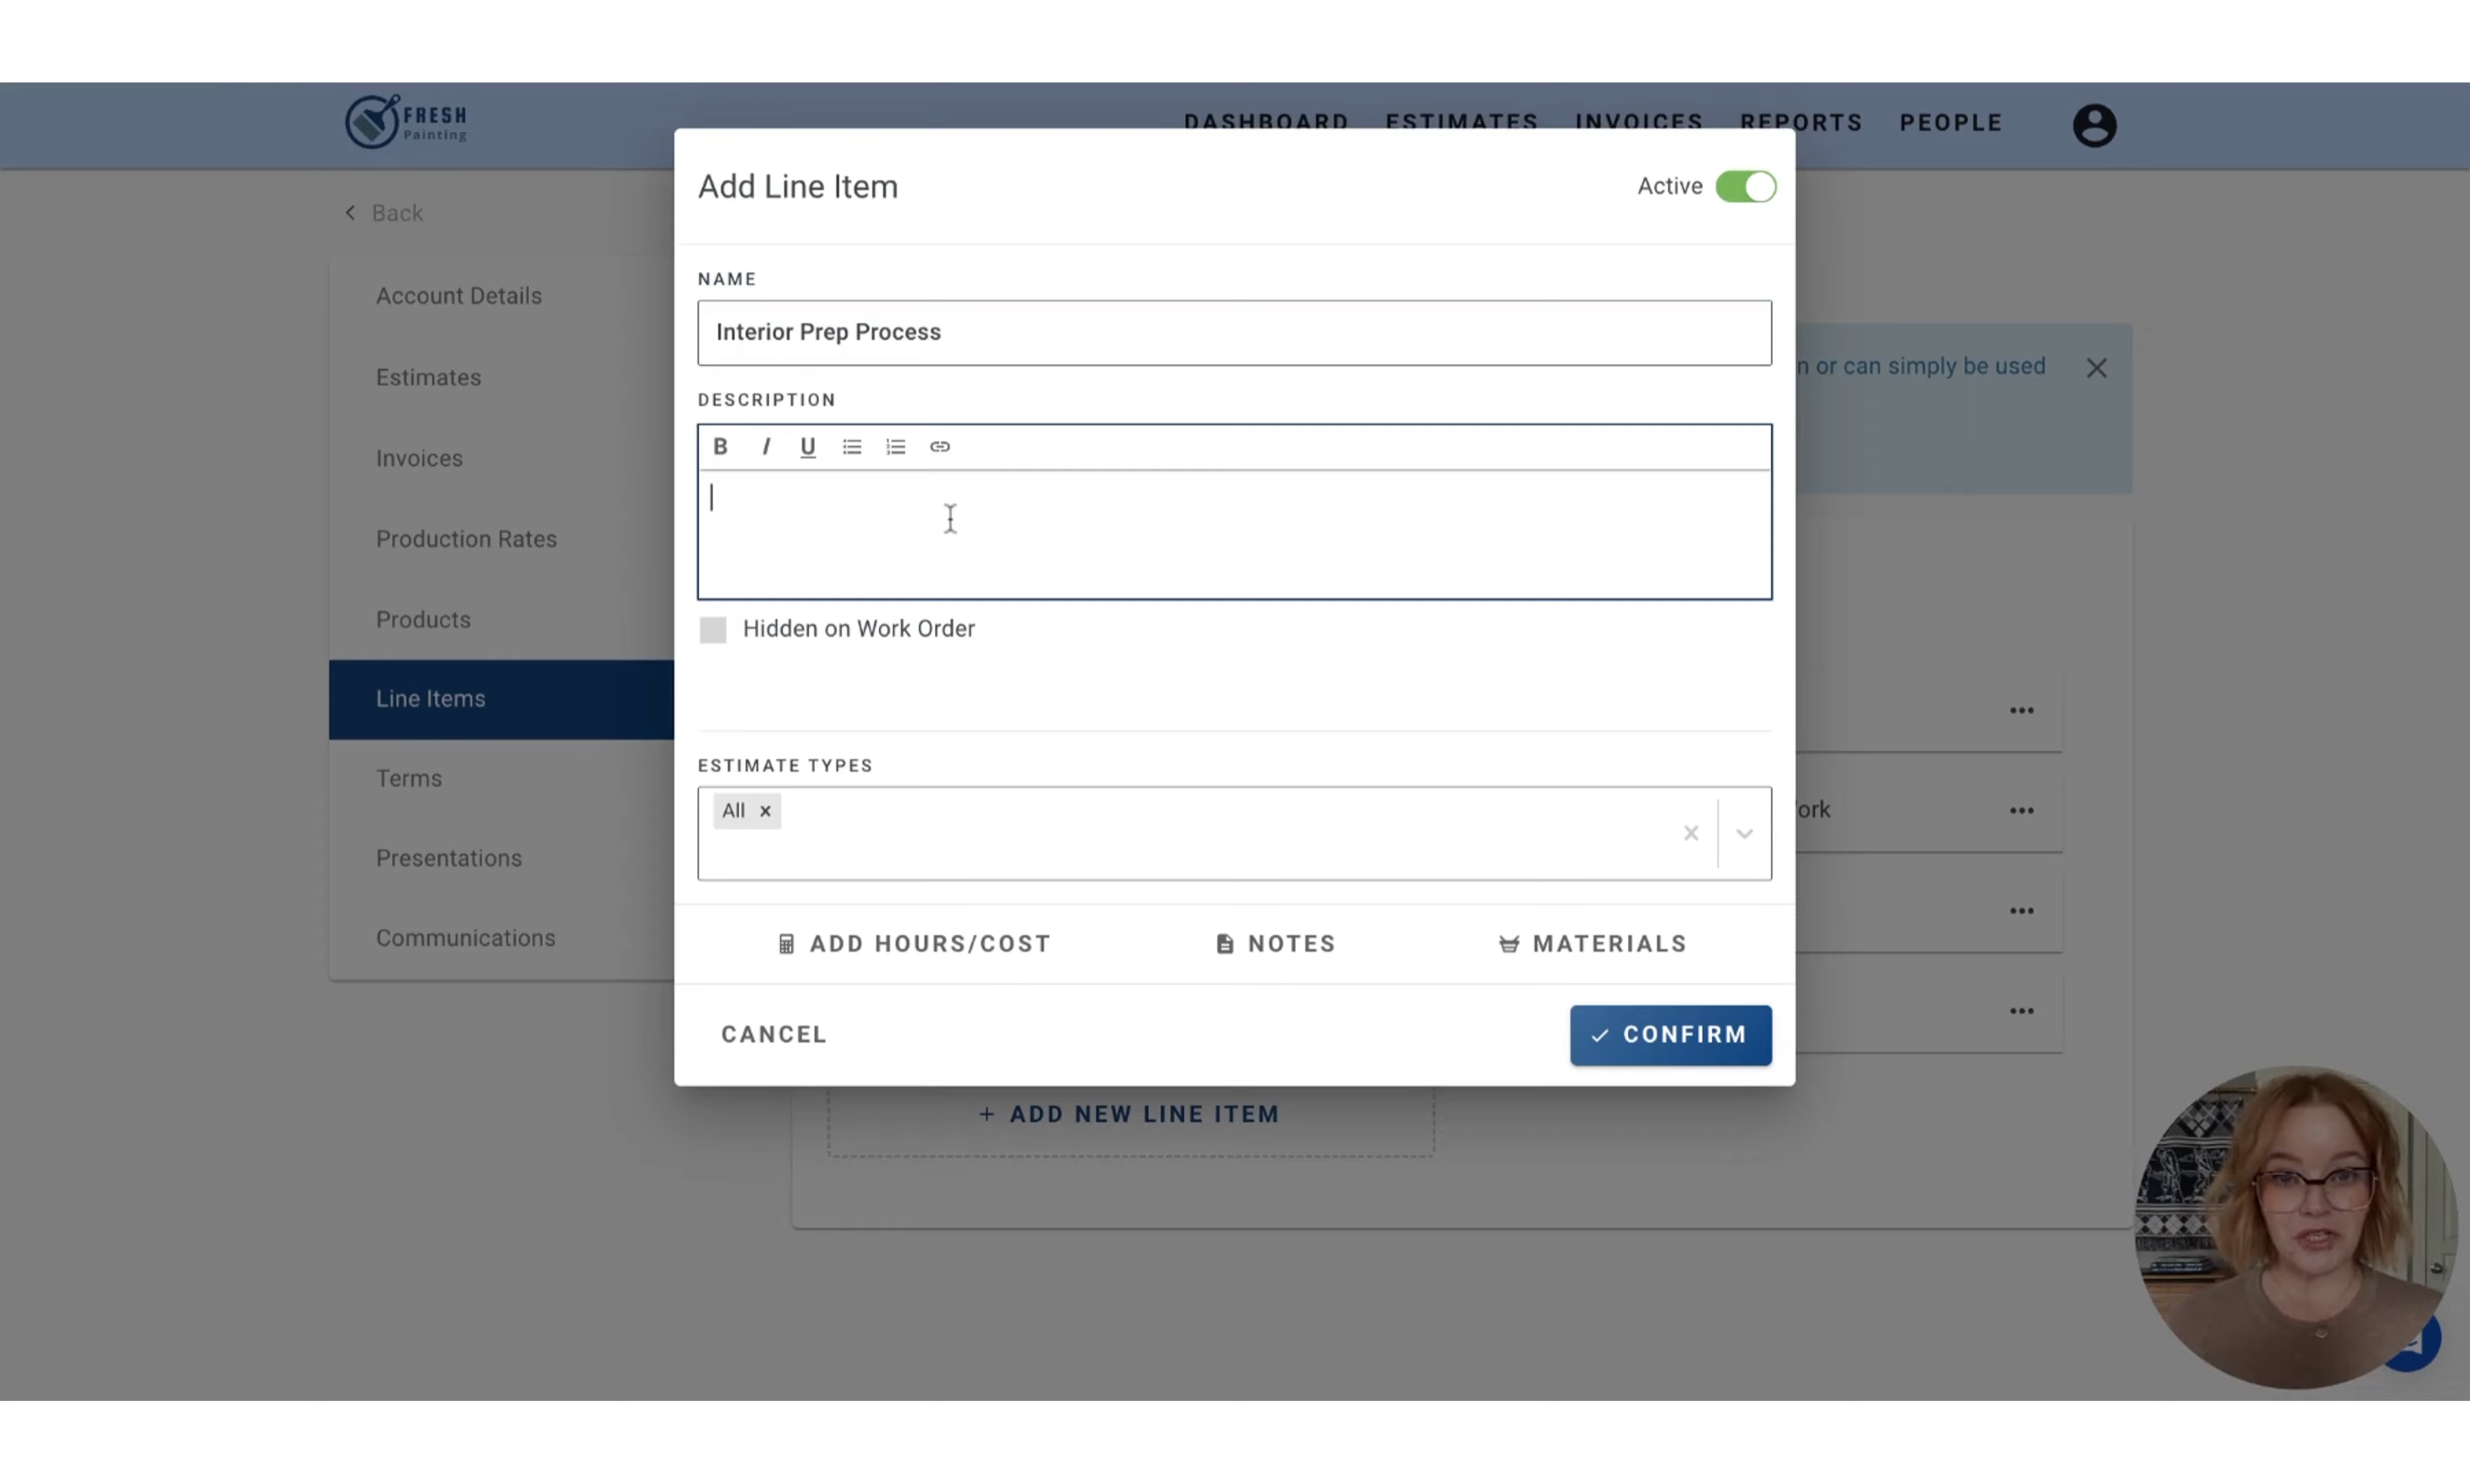 FRESH
Painting
DASHBOARD ESTIMATES INVOICES REPORTS PEOPLE
Back
Account Details
Estimates
Invoices
Production Rates
Products
Line Items
Terms
Presentations
Communications
Add Line Item
Active
NAME
Interior Prep Process
DESCRIPTION
B I U
Hidden on Work Order
ESTIMATE TYPES
All
ADD HOURS/COST NOTES MATERIALS
CANCEL CONFIRM
n or can simply be used
ork
+ ADD NEW LINE ITEM